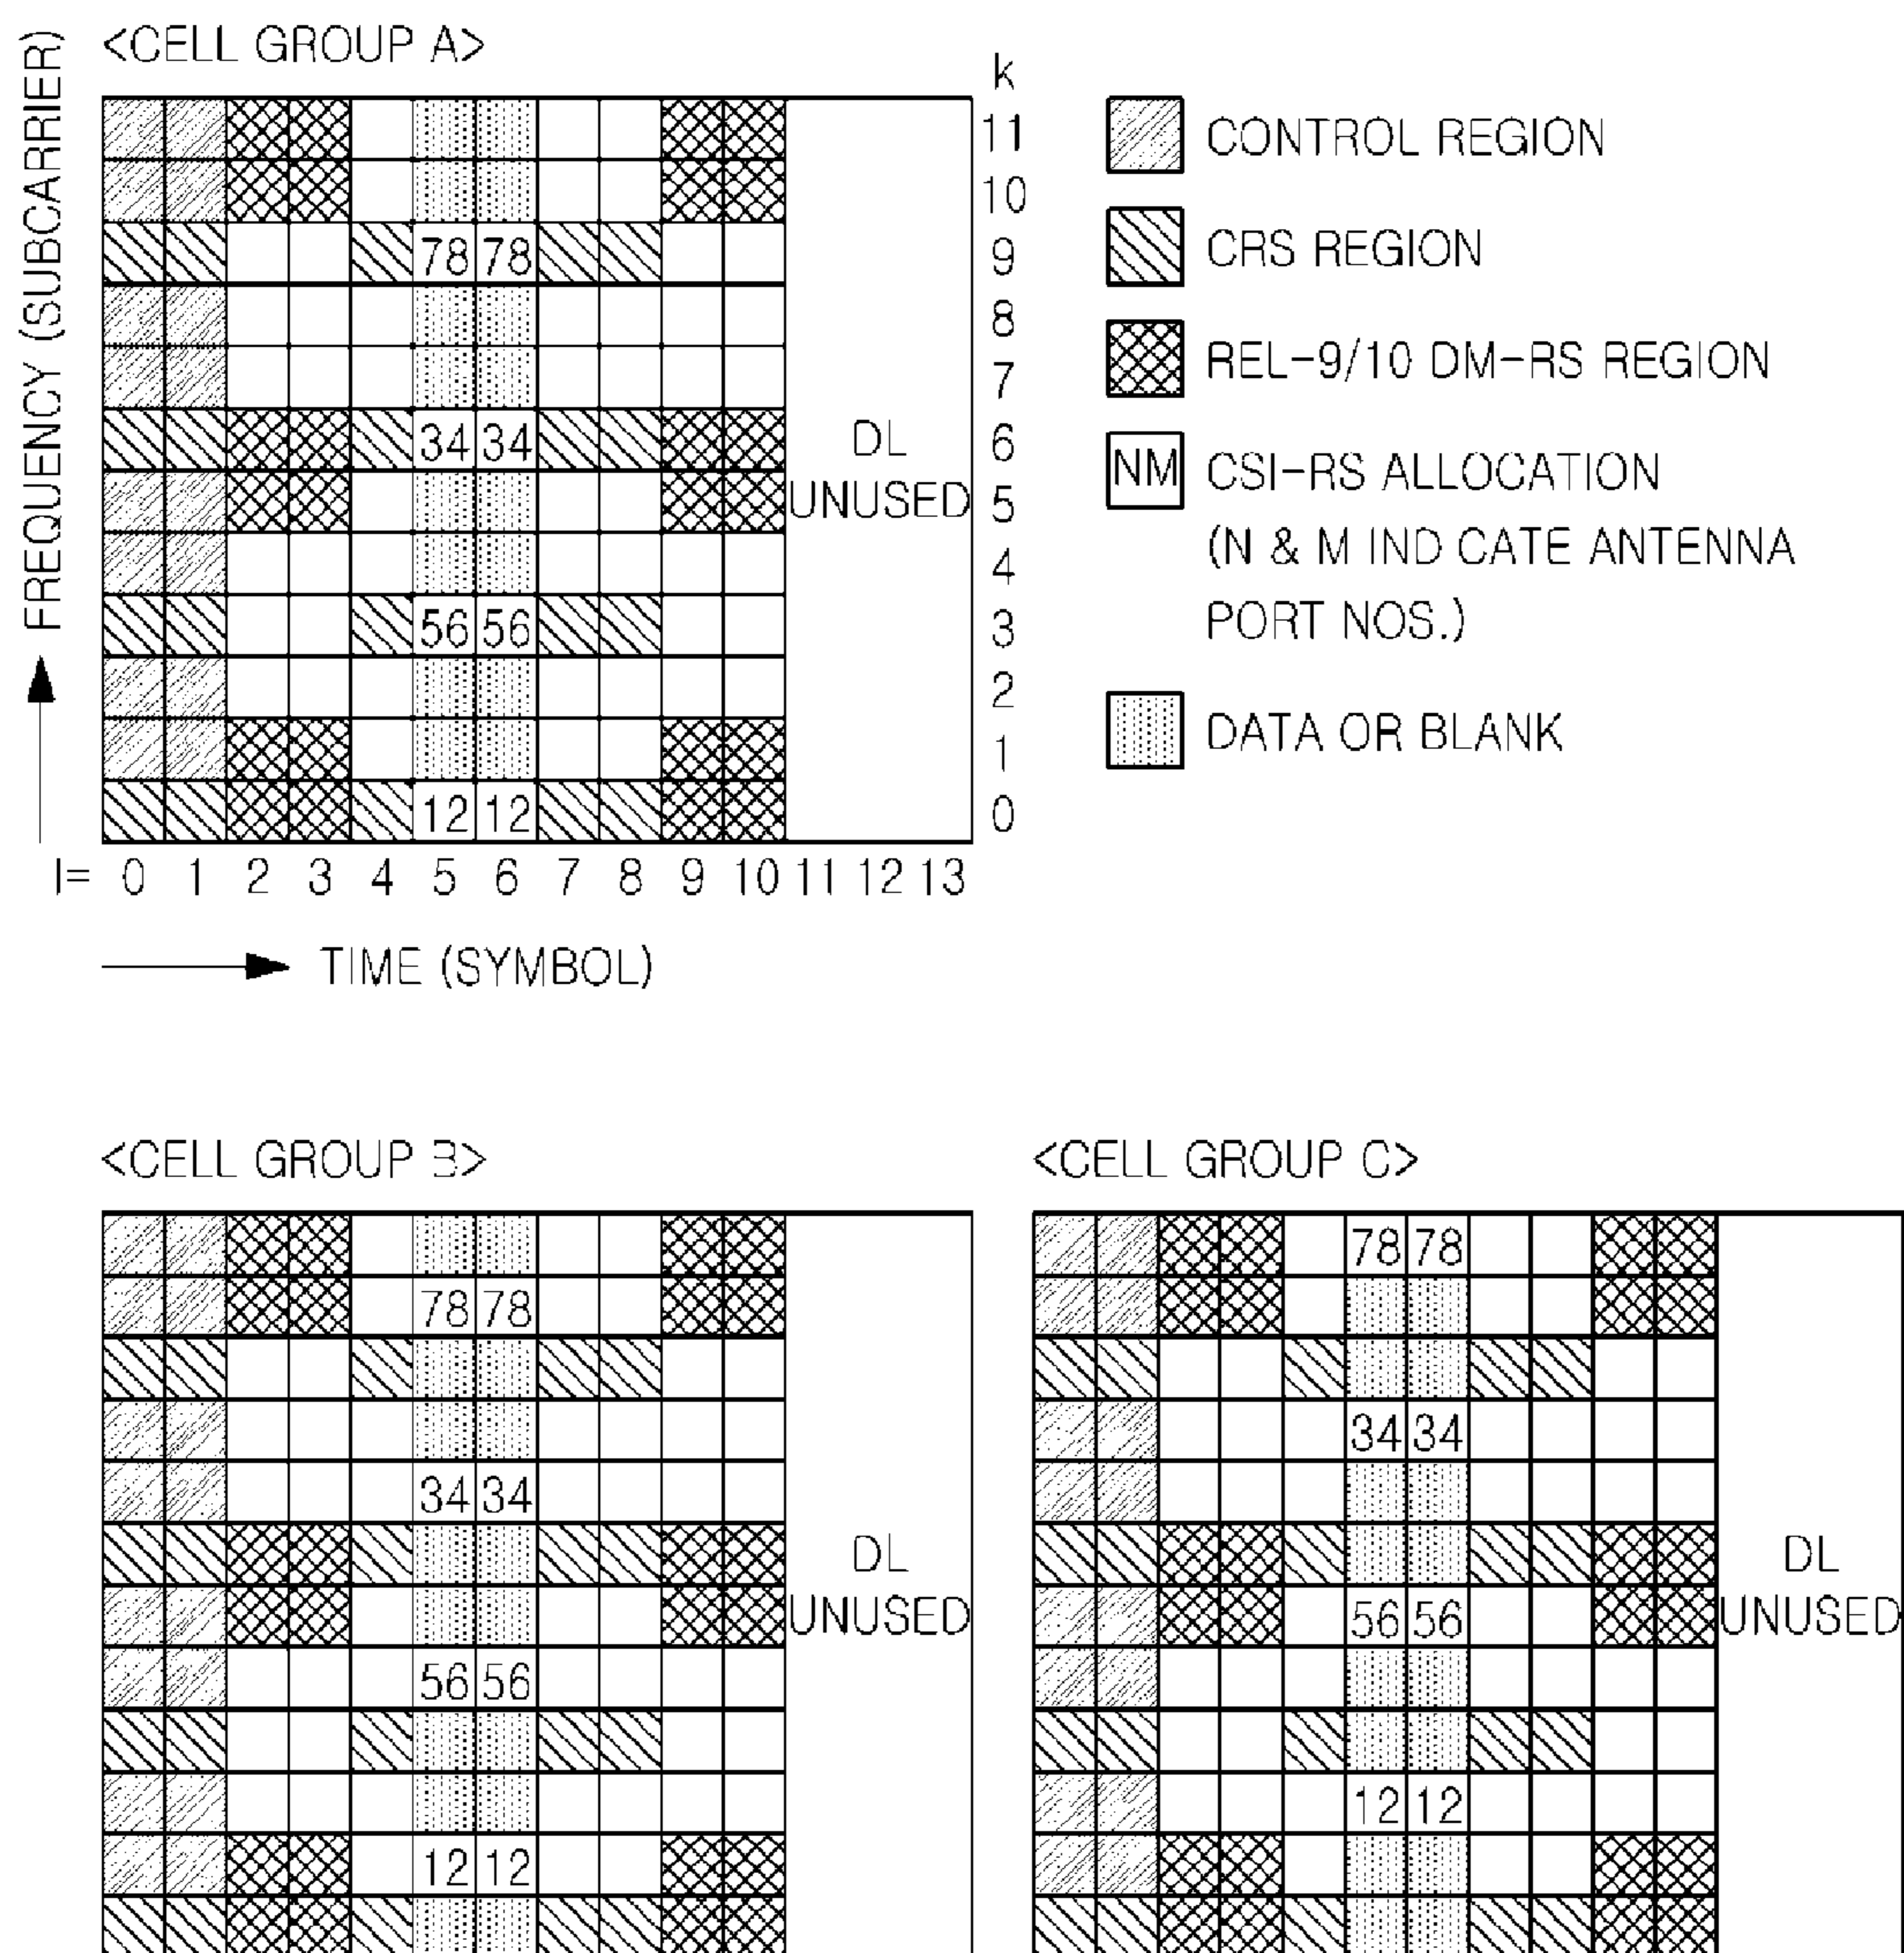 <CELL GROUP A>
FREQUENCY (SUBCARRIER)
k
11
10
78 78 9
8
7
34 34 6
DL
5
UNUSED
4
56 56 3
2
1
12 12 0
l= 0 1 2 3 4 5 6 7 8 9 10 11 12 13
TIME (SYMBOL)
CONTROL REGION
CRS REGION
REL-9/10 DM-RS REGION
NM CSI-RS ALLOCATION
(N & M IND CATE ANTENNA
PORT NOS.)
DATA OR BLANK
<CELL GROUP B>
78 78
34 34
DL
UNUSED
56 56
12 12
<CELL GROUP C>
78 78
34 34
DL
56 56 UNUSED
12 12